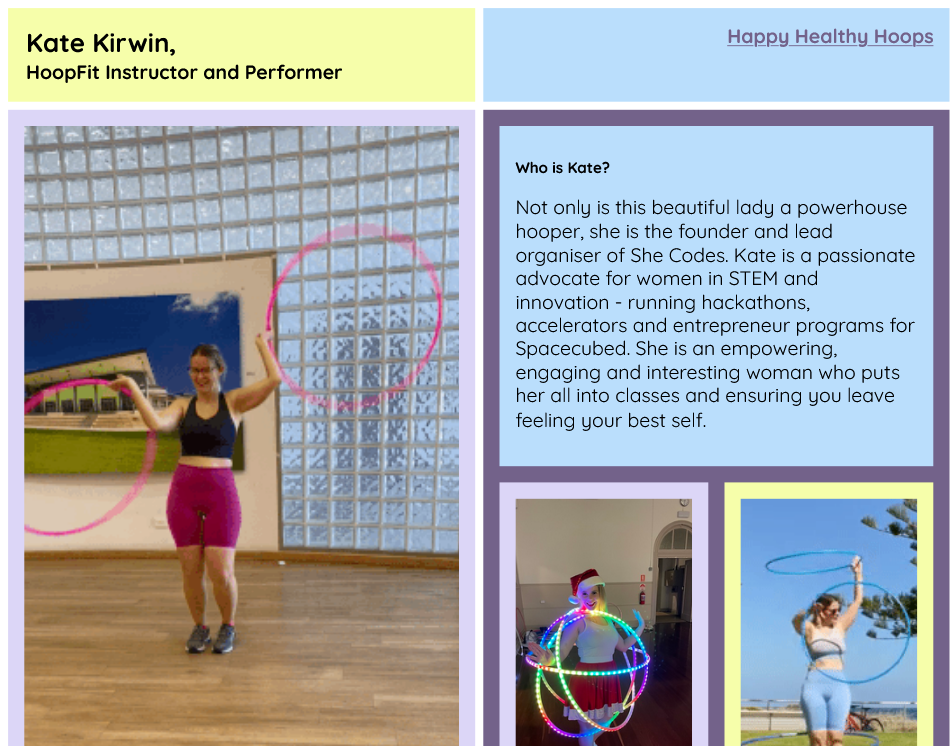 Kate Kirwin,
HoopFit Instructor and Performer
Happy Healthy Hoops
Who is Kate?
Not only is this beautiful lady a powerhouse
hooper, she is the founder and lead
organiser of She Codes. Kate is a passionate
advocate for women in STEM and
innovation - running hackathons,
accelerators and entrepreneur programs for
Spacecubed. She is an empowering,
engaging and interesting woman who puts
her all into classes and ensuring you leave
feeling your best self.